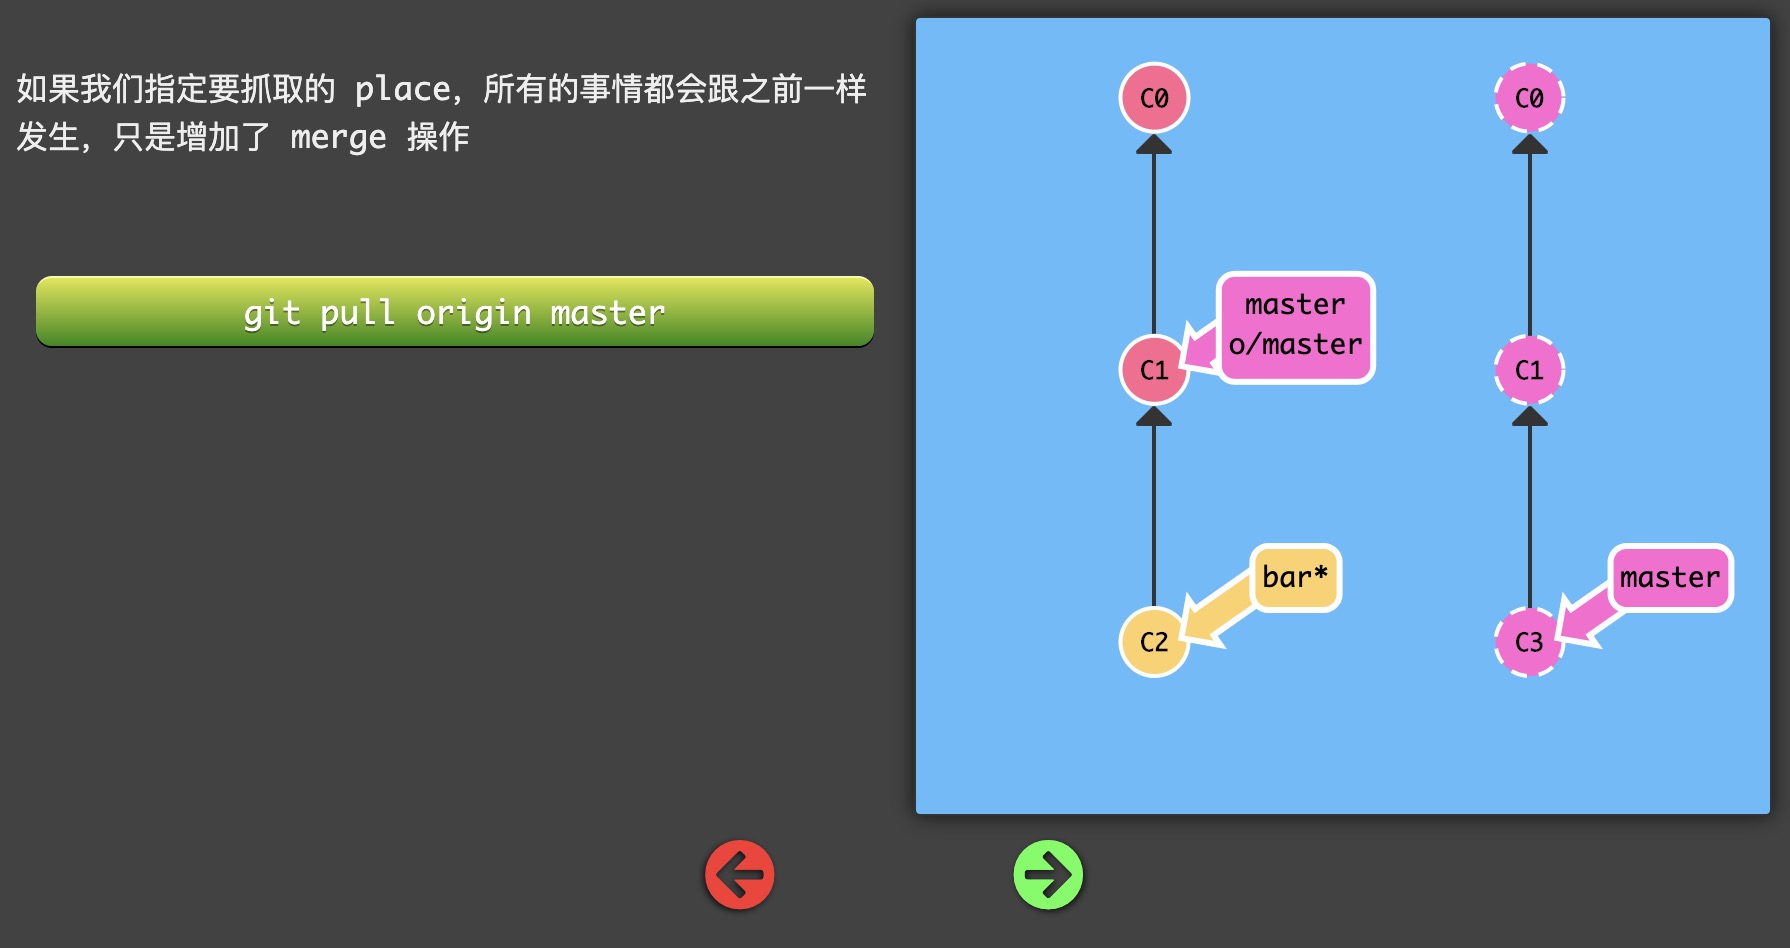 如果我们指定要抓取的 place，所有的事情都会跟之前一样
发生，只是增加了 merge 操作
git pull origin master
C0
C0
master
o/master
C1
C1
bar*
master
C2
C3